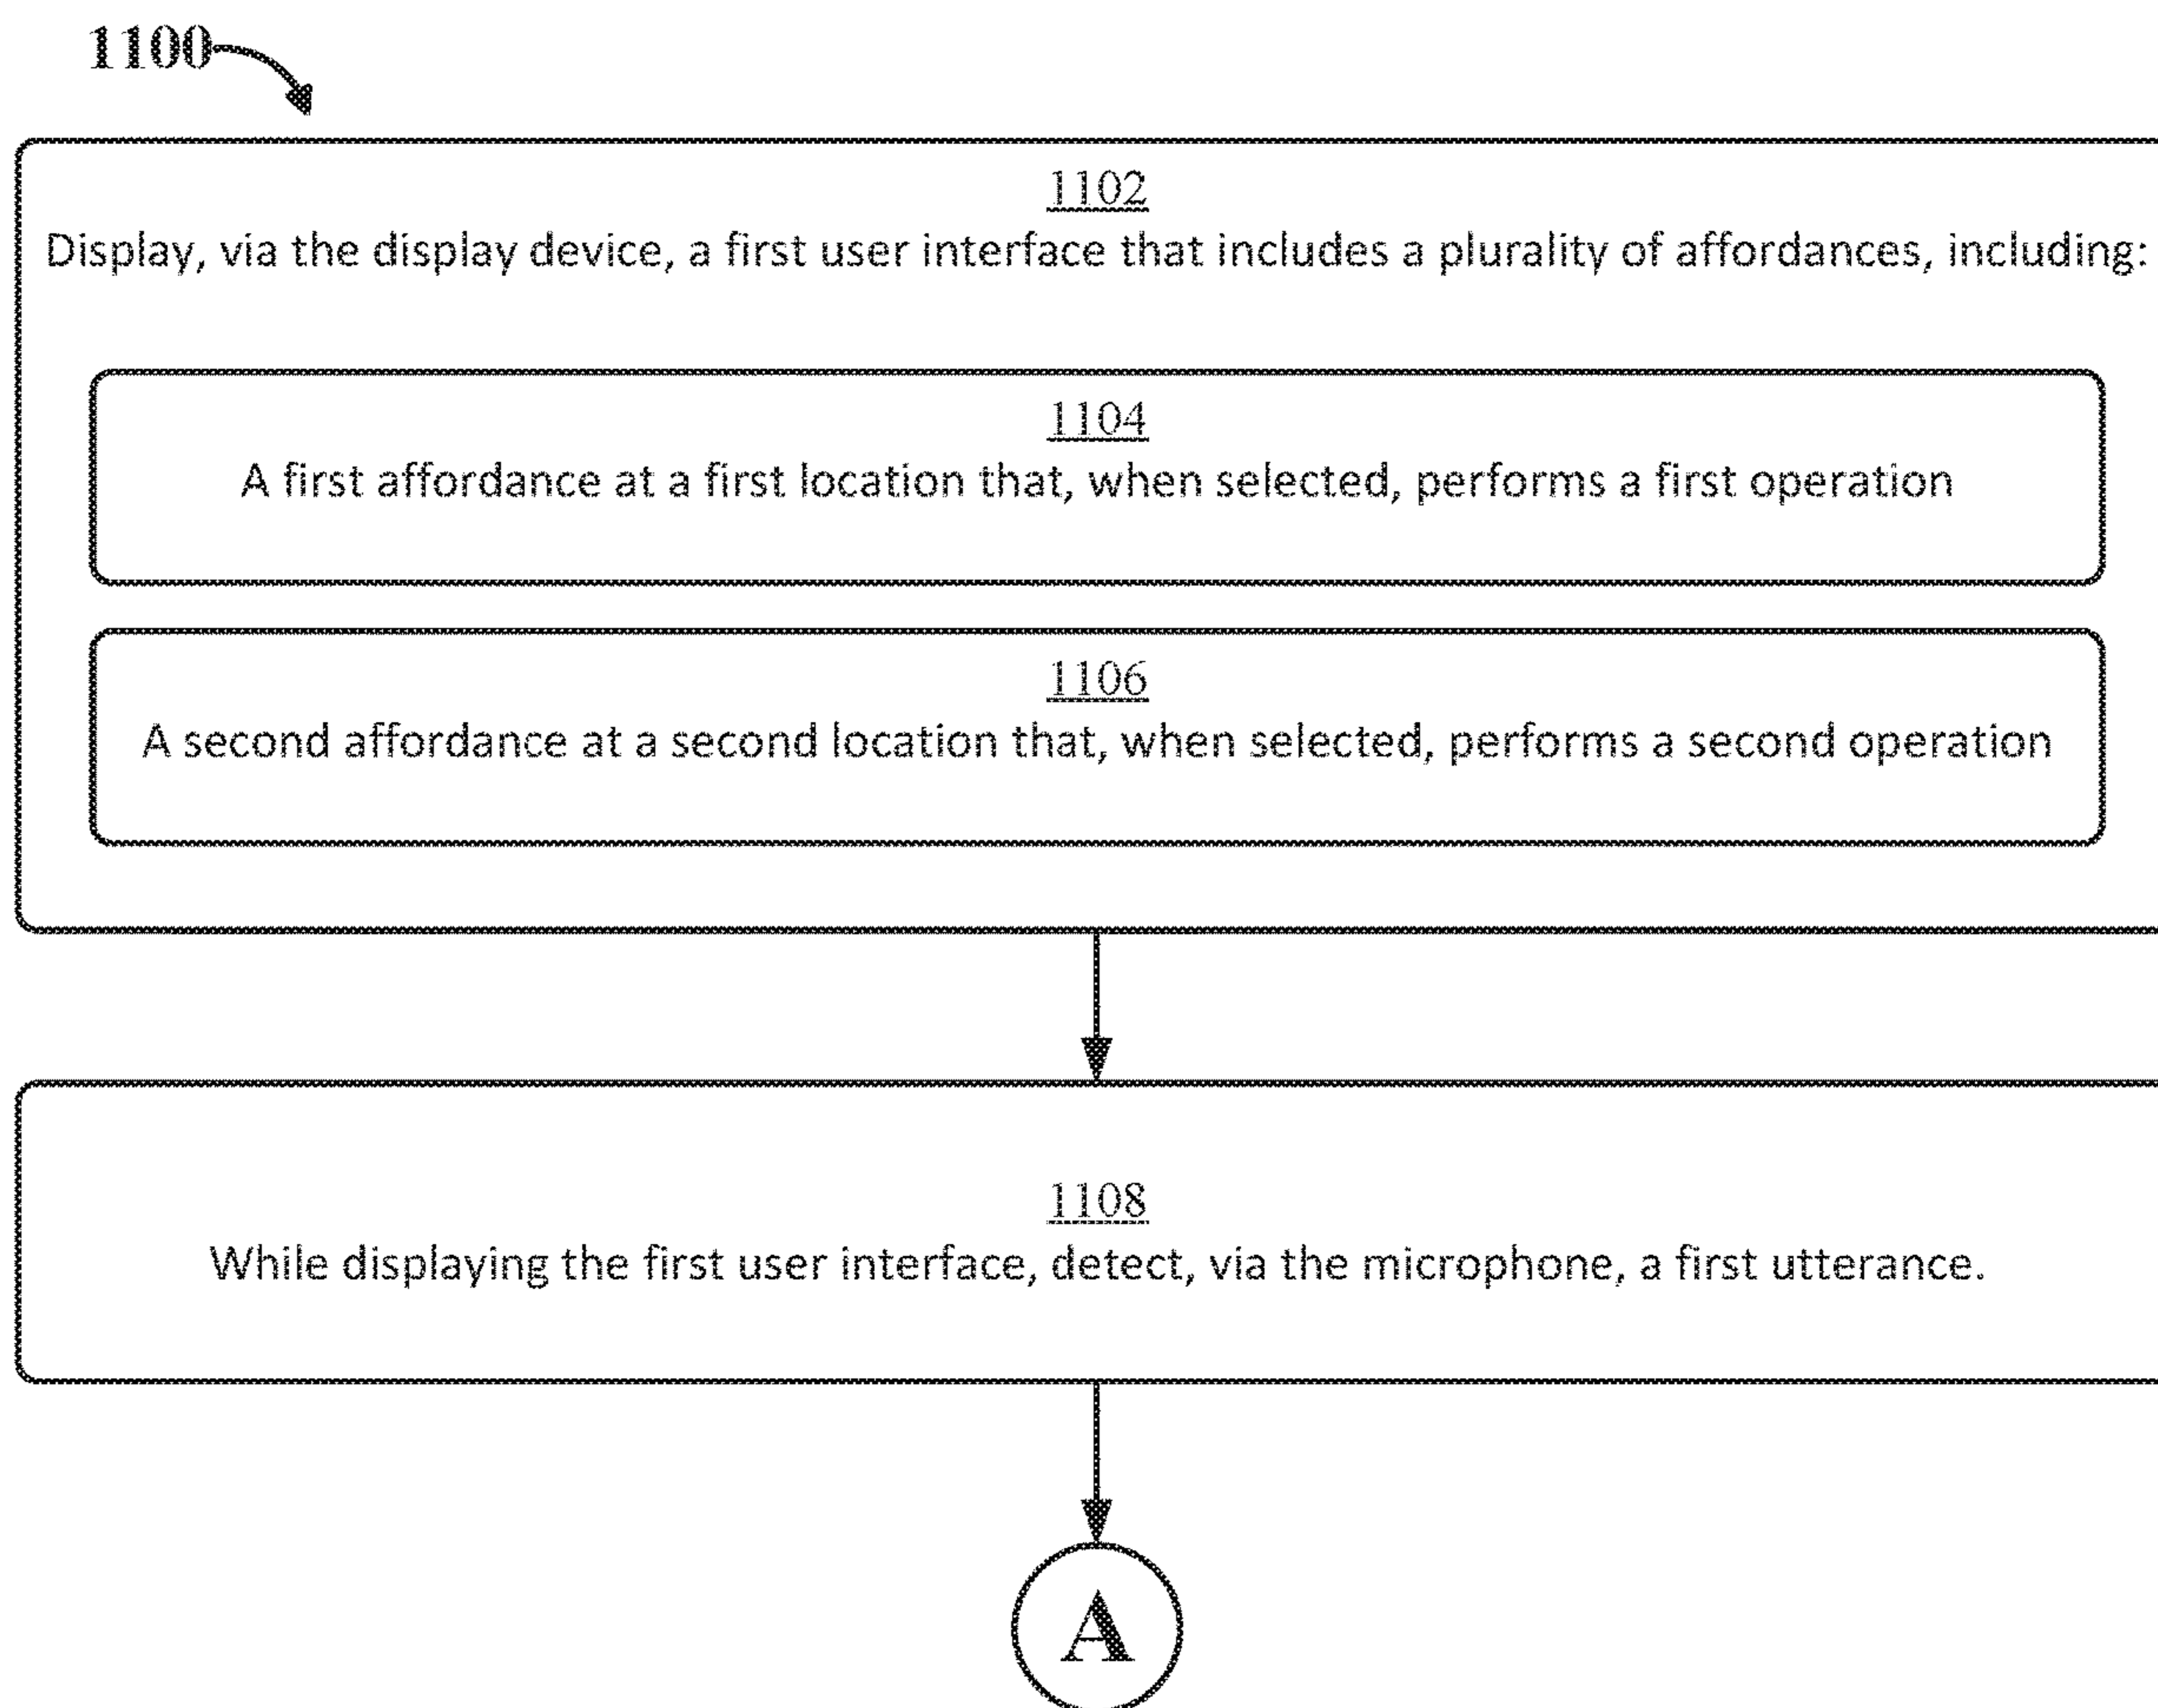 1100
1102
Display, via the display device, a first user interface that includes a plurality of affordances, including:
1104
A first affordance at a first location that, when selected, performs a first operation
1106
A second affordance at a second location that, when selected, performs a second operation
1108
While displaying the first user interface, detect, via the microphone, a first utterance.
A